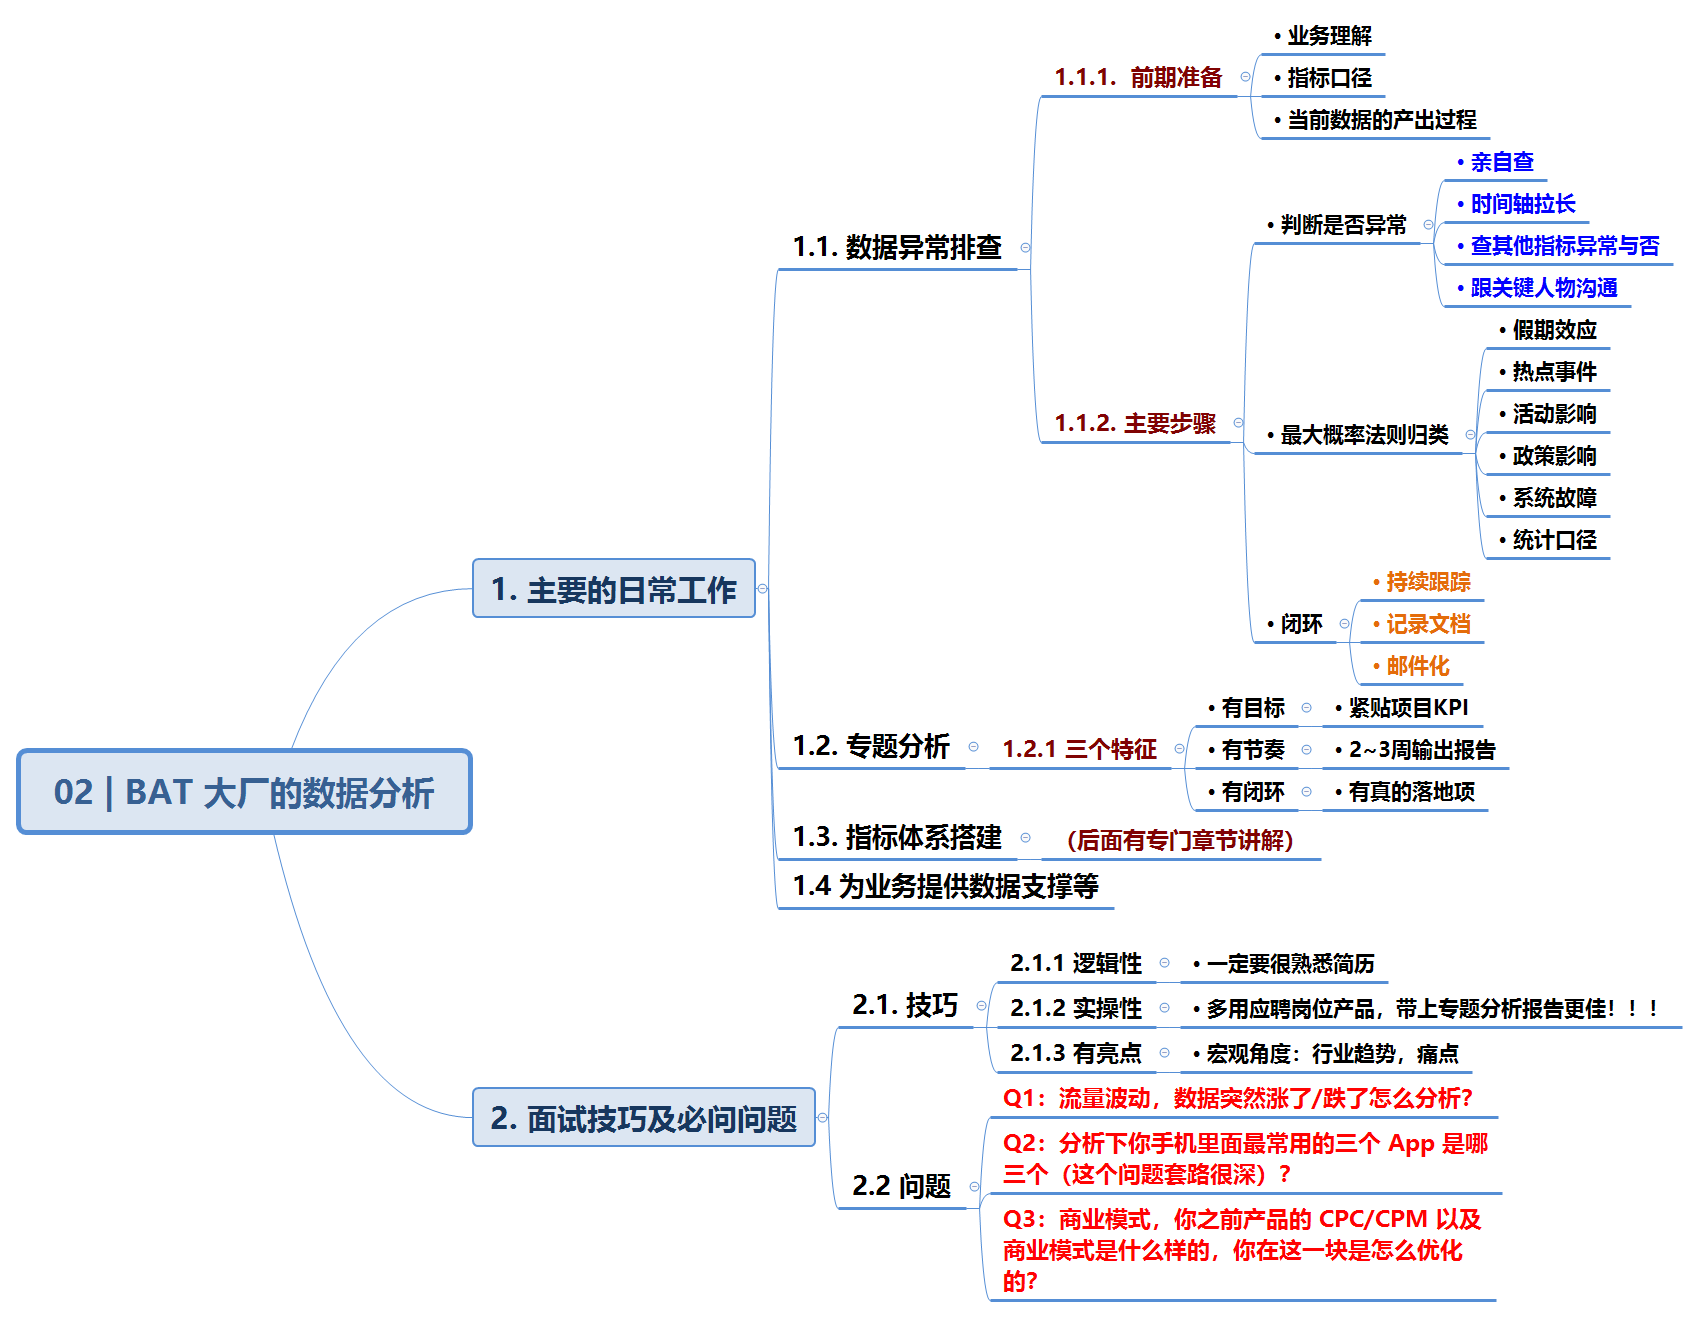 02 | BAT 大厂的数据分析
1. 主要的日常工作
1.1. 数据异常排查
1.1.1. 前期准备
• 业务理解
• 指标口径
• 当前数据的产出过程
1.1.2. 主要步骤
• 判断是否异常
• 亲自查
• 时间轴拉长
• 查其他指标异常与否
• 跟关键人物沟通
• 最大概率法则归类
• 假期效应
• 热点事件
• 活动影响
• 政策影响
• 系统故障
• 统计口径
• 闭环
• 持续跟踪
• 记录文档
• 邮件化
1.2. 专题分析
1.2.1 三个特征
• 有目标
• 紧贴项目KPI
• 有节奏
• 2~3周输出报告
• 有闭环
• 有真的落地项
1.3. 指标体系搭建
（后面有专门章节讲解）
1.4 为业务提供数据支撑等
2. 面试技巧及必问问题
2.1. 技巧
2.1.1 逻辑性
• 一定要很熟悉简历
2.1.2 实操性
• 多用应聘岗位产品，带上专题分析报告更佳！！！
2.1.3 有亮点
• 宏观角度：行业趋势，痛点
2.2 问题
Q1：流量波动，数据突然涨了/跌了怎么分析？
Q2：分析下你手机里面最常用的三个 App 是哪
三个（这个问题套路很深）？
Q3：商业模式，你之前产品的 CPC/CPM 以及
商业模式是什么样的，你在这一块是怎么优化
的？